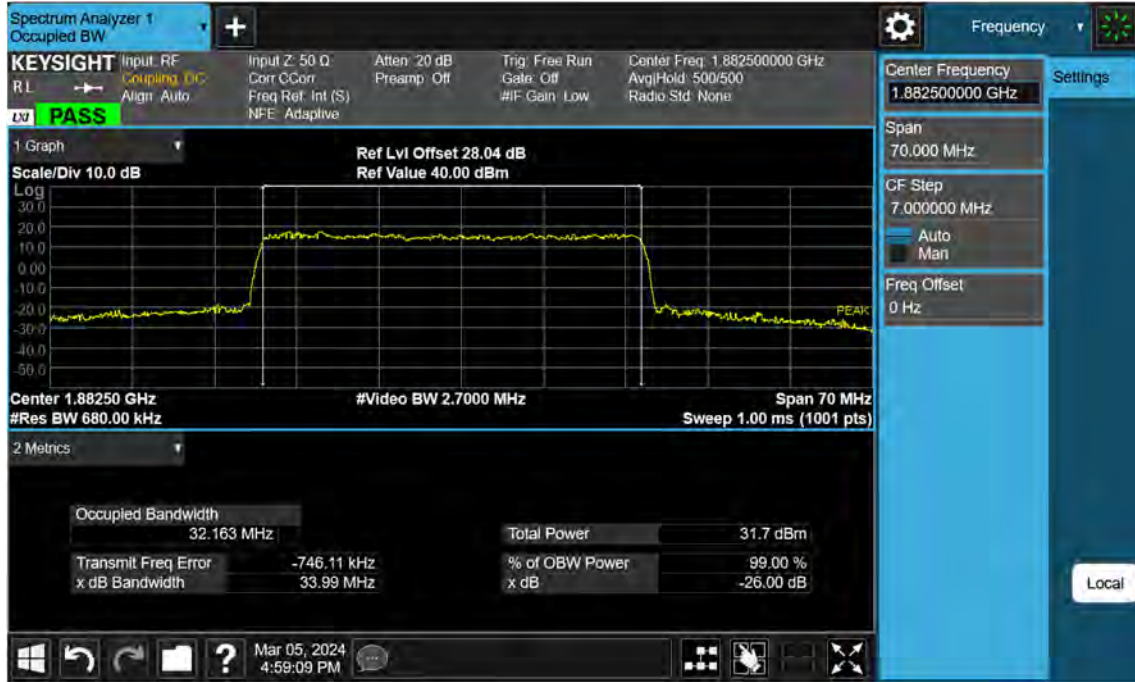 Spectrum Analyzer 1
Occupied BW
+
Frequency
KEYSIGHT
R L
Input: RF
Coupling: DC
Align: Auto
Input Z: 50 Ω
Corr CCorr
Freq Ref: Int (S)
NFE: Adaptive
Atten: 20 dB
Preamp: Off
Trig: Free Run
Gate: Off
#IF Gain: Low
Center Freq: 1.882500000 GHz
Avg|Hold: 500/500
Radio Std: None
LXI PASS
1 Graph
Scale/Div 10.0 dB
Ref Lvl Offset 28.04 dB
Ref Value 40.00 dBm
Log
30.0
20.0
10.0
0.00
-10.0
-20.0
-30.0
-40.0
-50.0
PEAK
Center 1.88250 GHz
#Video BW 2.7000 MHz
Span 70 MHz
#Res BW 680.00 kHz
Sweep 1.00 ms (1001 pts)
2 Metrics
Occupied Bandwidth
32.163 MHz
Total Power 31.7 dBm
Transmit Freq Error -746.11 kHz
% of OBW Power 99.00 %
x dB Bandwidth 33.99 MHz
x dB -26.00 dB
Center Frequency
1.882500000 GHz
Settings
Span
70.000 MHz
CF Step
7.000000 MHz
Auto
Man
Freq Offset
0 Hz
Local
?
Mar 05, 2024
4:59:09 PM